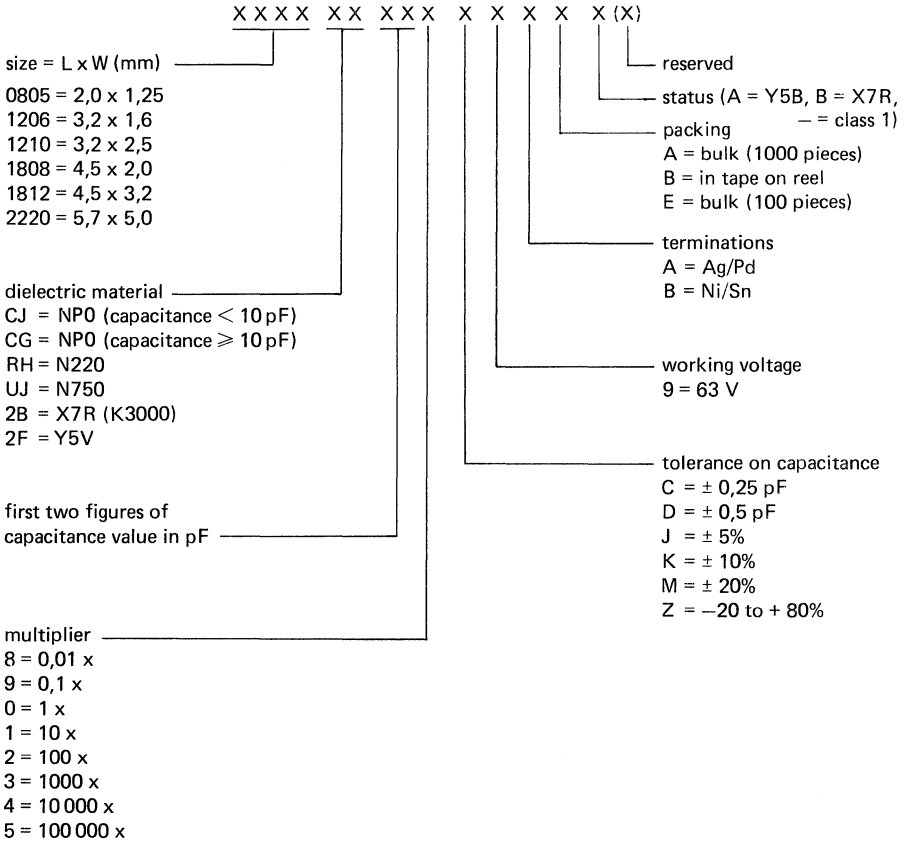 XXXX XX XX X X X X X X (X)
size = L x W (mm)
0805 = 2,0 x 1,25
1206 = 3,2 x 1,6
1210 = 3,2 x 2,5
1808 = 4,5 x 2,0
1812 = 4,5 x 3,2
2220 = 5,7 x 5,0
dielectric material
CJ = NP0 (capacitance < 10 pF)
CG = NP0 (capacitance ⩾ 10 pF)
RH = N220
UJ = N750
2B = X7R (K3000)
2F = Y5V
first two figures of
capacitance value in pF
multiplier
8 = 0,01 x
9 = 0,1 x
0 = 1 x
1 = 10 x
2 = 100 x
3 = 1000 x
4 = 10 000 x
5 = 100 000 x
reserved
status (A = Y5B, B = X7R,
– = class 1)
packing
A = bulk (1000 pieces)
B = in tape on reel
E = bulk (100 pieces)
terminations
A = Ag/Pd
B = Ni/Sn
working voltage
9 = 63 V
tolerance on capacitance
C = ± 0,25 pF
D = ± 0,5 pF
J = ± 5%
K = ± 10%
M = ± 20%
Z = –20 to + 80%